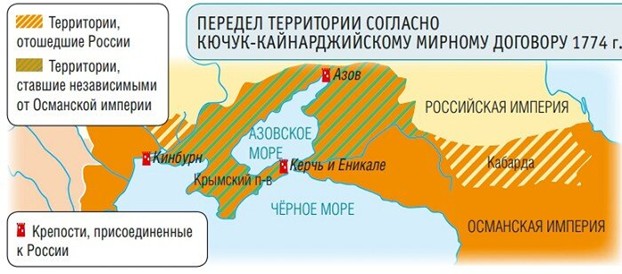 Территории,
отошедшие России
Территории,
ставшие независимыми
от Османской империи
ПЕРЕДЕЛ ТЕРРИТОРИИ СОГЛАСНО
КЮЧУК-КАЙНАРДЖИЙСКОМУ МИРНОМУ ДОГОВОРУ 1774 г.
Азов
РОССИЙСКАЯ ИМПЕРИЯ
АЗОВСКОЕ
МОРЕ
Кинбурн
Керчь и Еникале
Кабарда
Крымский п-в
ЧЁРНОЕ МОРЕ
ОСМАНСКАЯ ИМПЕРИЯ
Крепости, присоединенные
к России